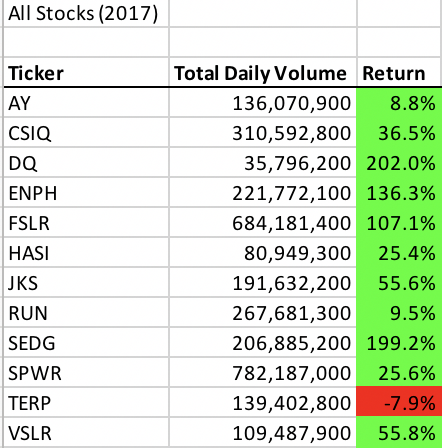 All Stocks (2017)
Ticker Total Daily Volume Return
AY 136,070,900 8.8%
CSIQ 310,592,800 36.5%
DQ 35,796,200 202.0%
ENPH 221,772,100 136.3%
FSLR 684,181,400 107.1%
HASI 80,949,300 25.4%
JKS 191,632,200 55.6%
RUN 267,681,300 9.5%
SEDG 206,885,200 199.2%
SPWR 782,187,000 25.6%
TERP 139,402,800 -7.9%
VSLR 109,487,900 55.8%